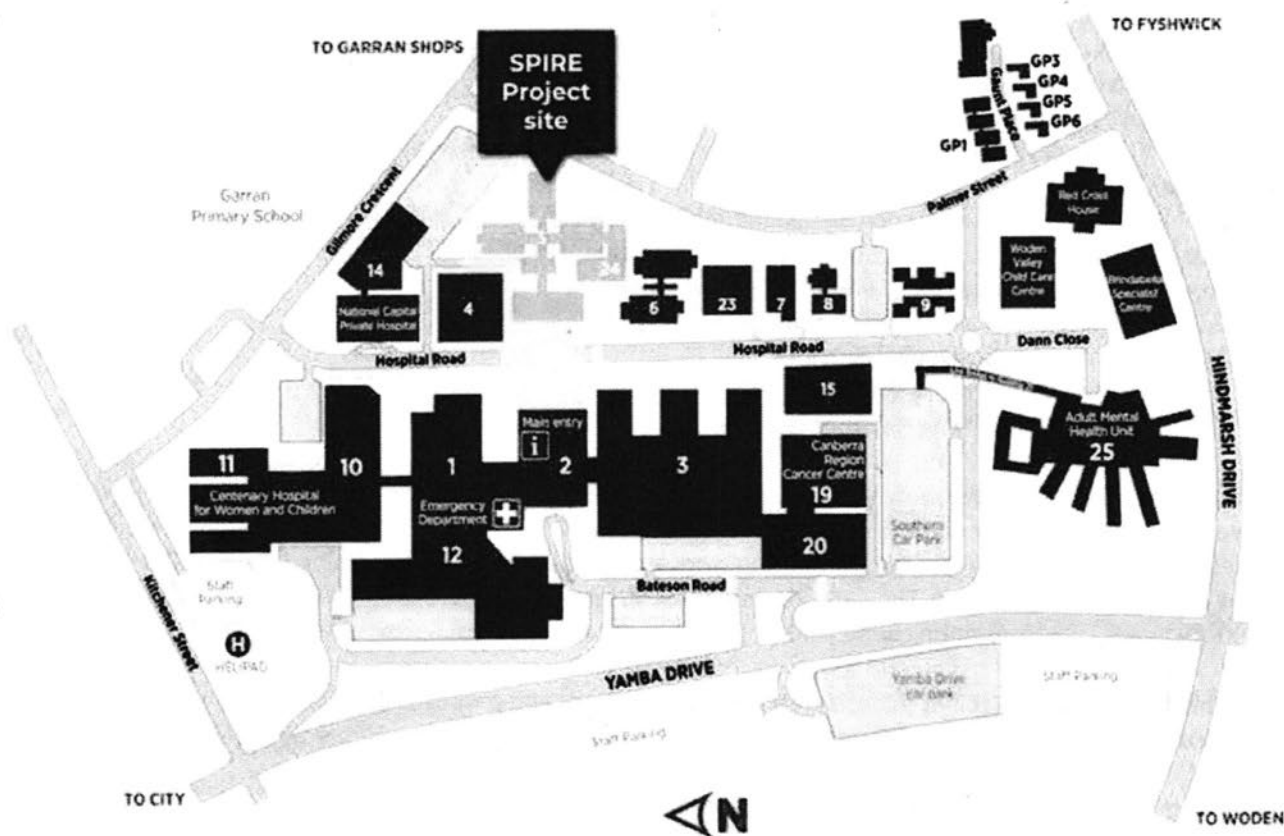 TO GARRAN SHOPS
SPIRE
Project
site
TO FYSHWICK
GP3
GP4
GP5
GP6
GP1
Gaunt Place
Palmer Street
Red Cross
House
Garran
Primary School
Gilmore Crescent
14
National Capital
Private Hospital
4
6
23
7
8
9
Woden
Valley
Child Care
Centre
Brindabella
Specialist
Centre
Hospital Road
Hospital Road
Dann Close
HINDMARSH DRIVE
11
10
Centenary Hospital
for Women and Children
1
Main entry
i
2
3
15
Canberra
Region
Cancer Centre
19
20
Adult Mental
Health Unit
25
Emergency
Department
12
Southern
Car Park
Bateson Road
Staff
Parking
H
HELIPAD
Kitchener Street
YAMBA DRIVE
Yamba Drive
car park
Staff Parking
Staff Parking
TO CITY
N
TO WODEN